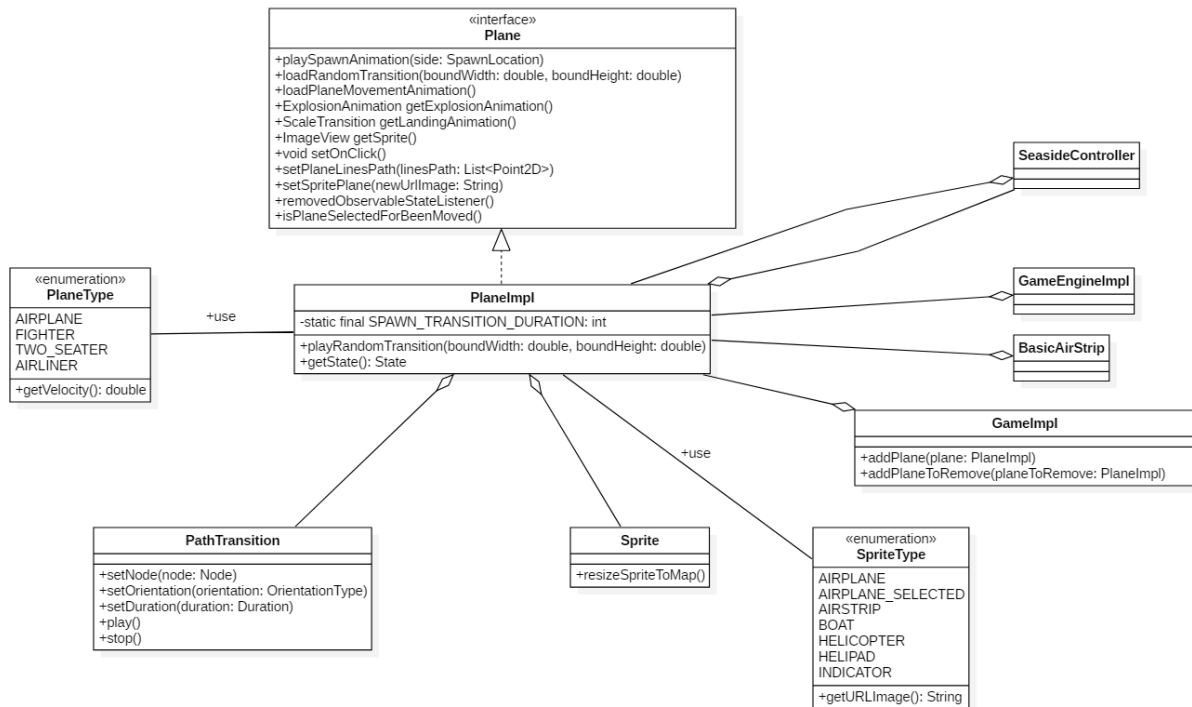 «interface»
Plane
+playSpawnAnimation(side: SpawnLocation)
+loadRandomTransition(boundWidth: double, boundHeight: double)
+loadPlaneMovementAnimation()
+ExplosionAnimation getExplosionAnimation()
+ScaleTransition getLandingAnimation()
+ImageView getSprite()
+void setOnClick()
+setPlaneLinesPath(linesPath: List<Point2D>)
+setSpritePlane(newUrlImage: String)
+removedObservableStateListener()
+isPlaneSelectedForBeenMoved()
SeasideController
«enumeration»
PlaneType
AIRPLANE
FIGHTER
TWO_SEATER
AIRLINER
+getVelocity(): double
+use
PlaneImpl
-static final SPAWN_TRANSITION_DURATION: int
+playRandomTransition(boundWidth: double, boundHeight: double)
+getState(): State
GameEngineImpl
BasicAirStrip
GameImpl
+addPlane(plane: PlaneImpl)
+addPlaneToRemove(planeToRemove: PlaneImpl)
+use
PathTransition
+setNode(node: Node)
+setOrientation(orientation: OrientationType)
+setDuration(duration: Duration)
+play()
+stop()
Sprite
+resizeSpriteToMap()
«enumeration»
SpriteType
AIRPLANE
AIRPLANE_SELECTED
AIRSTRIP
BOAT
HELICOPTER
HELIPAD
INDICATOR
+getURLImage(): String